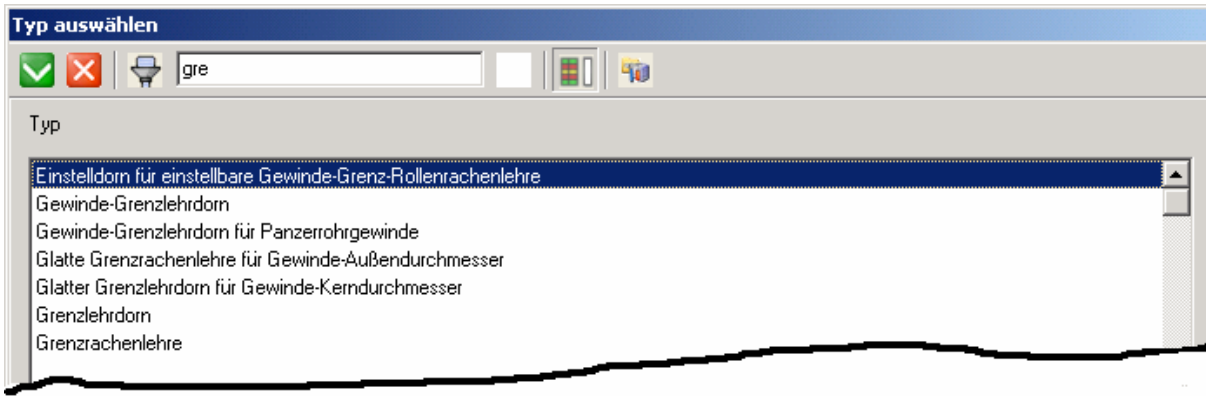 Typ auswählen
gre
Typ
Einstelldorn für einstellbare Gewinde-Grenz-Rollenrachenlehre
Gewinde-Grenzlehrdorn
Gewinde-Grenzlehrdorn für Panzerrohrgewinde
Glatte Grenzrachenlehre für Gewinde-Außendurchmesser
Glatter Grenzlehrdorn für Gewinde-Kerndurchmesser
Grenzlehrdorn
Grenzrachenlehre